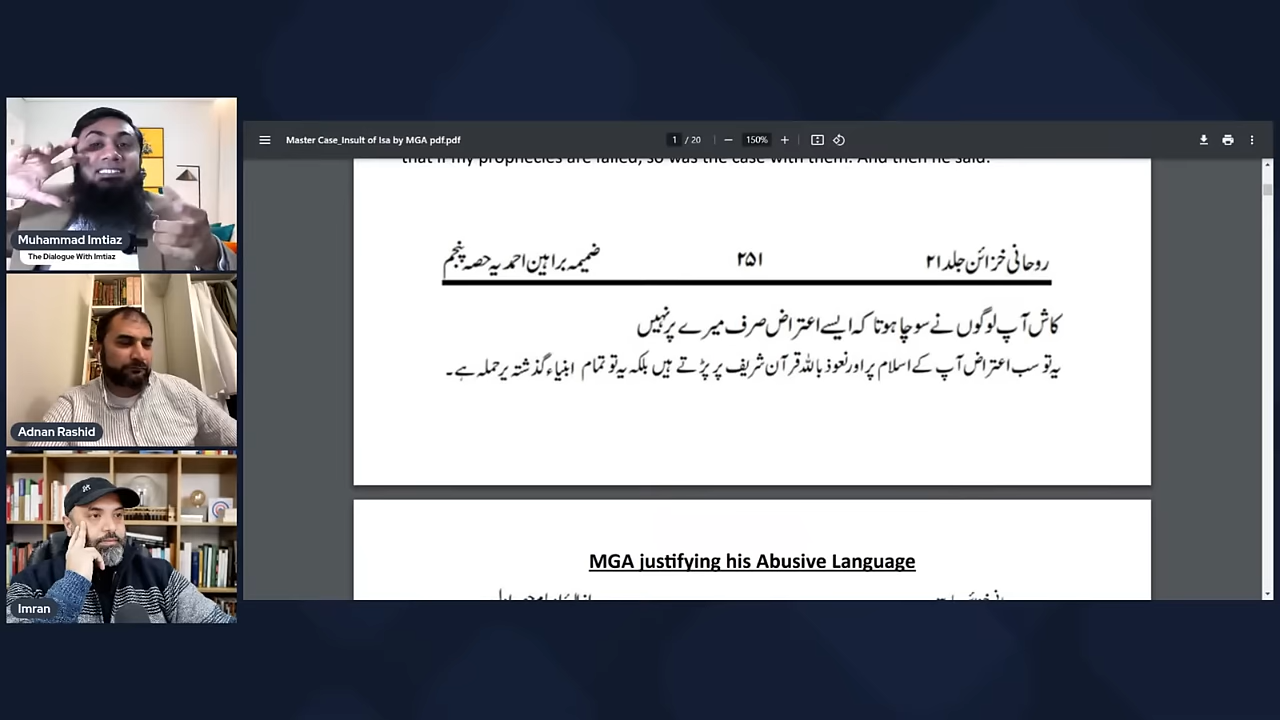 Master Case_Insult of Isa by MGA pdf.pdf
1 / 20
150%
that if my prophecies are failed, so was the case with them. And then he said:
روحانی خزائن جلد ۲۱ ۲۵۱ ضمیمہ براہین احمدیہ حصہ پنجم
کاش آپ لوگوں نے سوچا ہوتا کہ ایسے اعتراض صرف میرے پر نہیں
یہ تو سب اعتراض آپ کے اسلام پر اور نعوذ باللہ قرآن شریف پر پڑتے ہیں بلکہ یہ تو تمام انبیاء گذشتہ پر حملہ ہے۔
MGA justifying his Abusive Language
Muhammad Imtiaz
The Dialogue With Imtiaz
Adnan Rashid
Imran